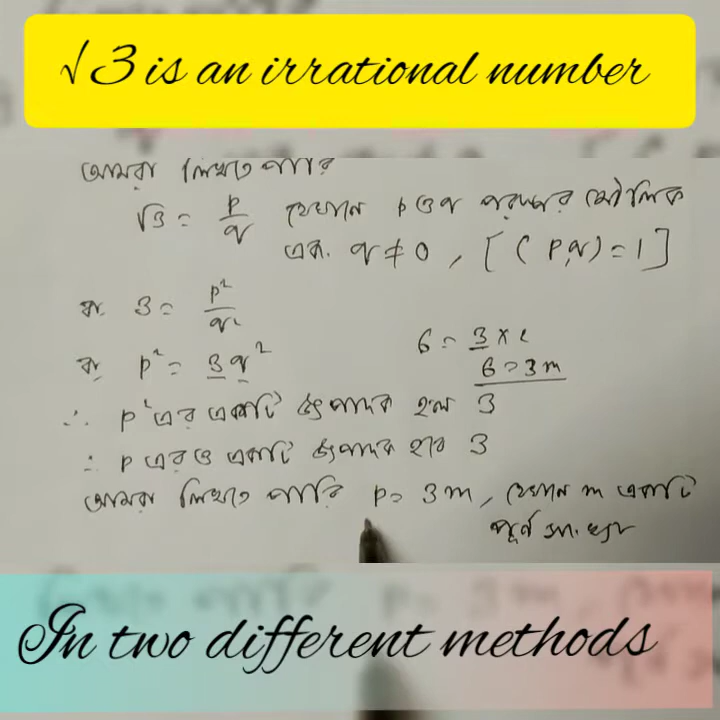 √3 is an irrational number
আমরা লিখতে পারি
√3 = p/q যেখানে p ও q পরস্পর মৌলিক
এবং q ≠ 0, [(p,q) = 1]
বা, 3 = p²/q²
বা, p² = 3q²
6 = 3 × 2
6 = 3m
∴ p² এর একটি উৎপাদক হল 3
∴ p এরও একটি উৎপাদক হবে 3
আমরা লিখতে পারি p = 3m, যেখানে m একটি
পূর্ণ সংখ্যা
In two different methods